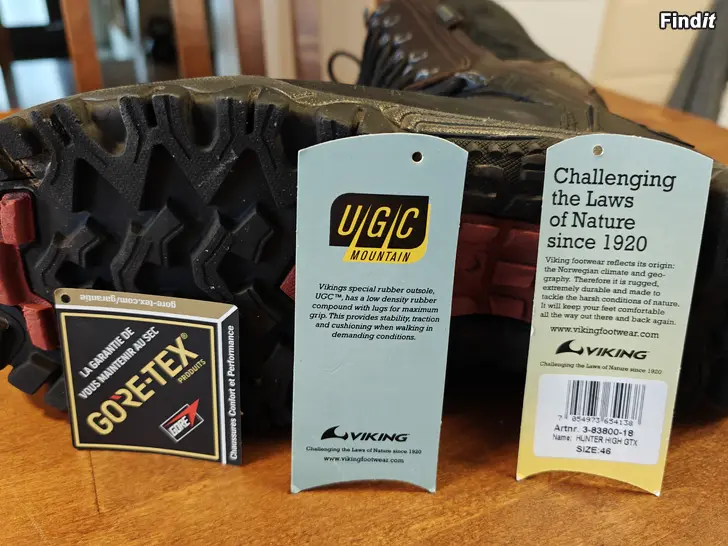 Findit
gore-tex.com/garantie
LA GARANTIE DE
VOUS MAINTENIR AU SEC
GORE-TEX®
PRODUITS
GORE
Chaussures Confort et Performance
UGC
MOUNTAIN
Vikings special rubber outsole,
UGC™, has a low density rubber
compound with lugs for maximum
grip. This provides stability, traction
and cushioning when walking in
demanding conditions.
VIKING
Challenging the Laws of Nature since 1920
www.vikingfootwear.com
Challenging
the Laws
of Nature
since 1920
Viking footwear reflects its origin:
the Norwegian climate and geo-
graphy. Therefore it is rugged,
extremely durable and made to
tackle the harsh conditions of nature.
It will keep your feet comfortable
all the way out there and back again.
www.vikingfootwear.com
VIKING
Challenging the Laws of Nature since 1920
7 054973 654138
Artnr. 3-83800-18
Name: HUNTER HIGH GTX
SIZE:46